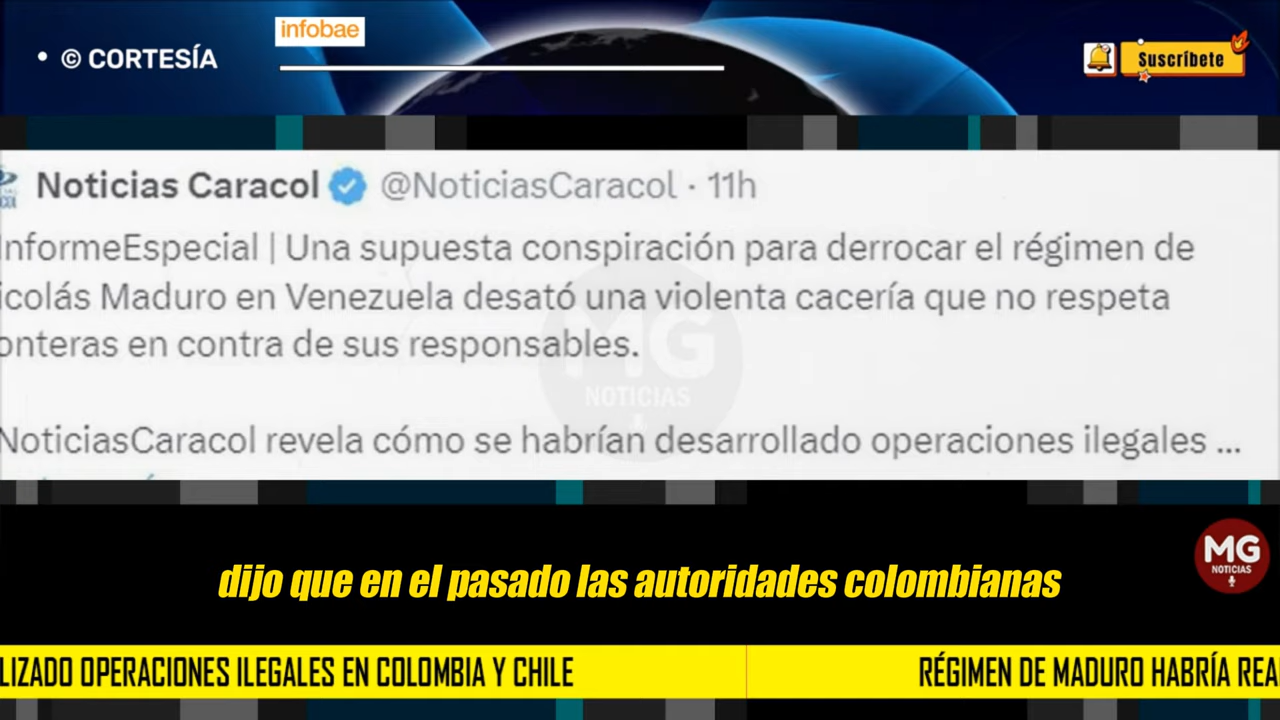 infobae
• © CORTESÍA
Suscríbete
Noticias Caracol @NoticiasCaracol · 11h
InformeEspecial | Una supuesta conspiración para derrocar el régimen de
icolás Maduro en Venezuela desató una violenta cacería que no respeta
onteras en contra de sus responsables.
MG
NOTICIAS
NoticiasCaracol revela cómo se habrían desarrollado operaciones ilegales ...
dijo que en el pasado las autoridades colombianas
MG
NOTICIAS
LIZADO OPERACIONES ILEGALES EN COLOMBIA Y CHILE
RÉGIMEN DE MADURO HABRÍA REA